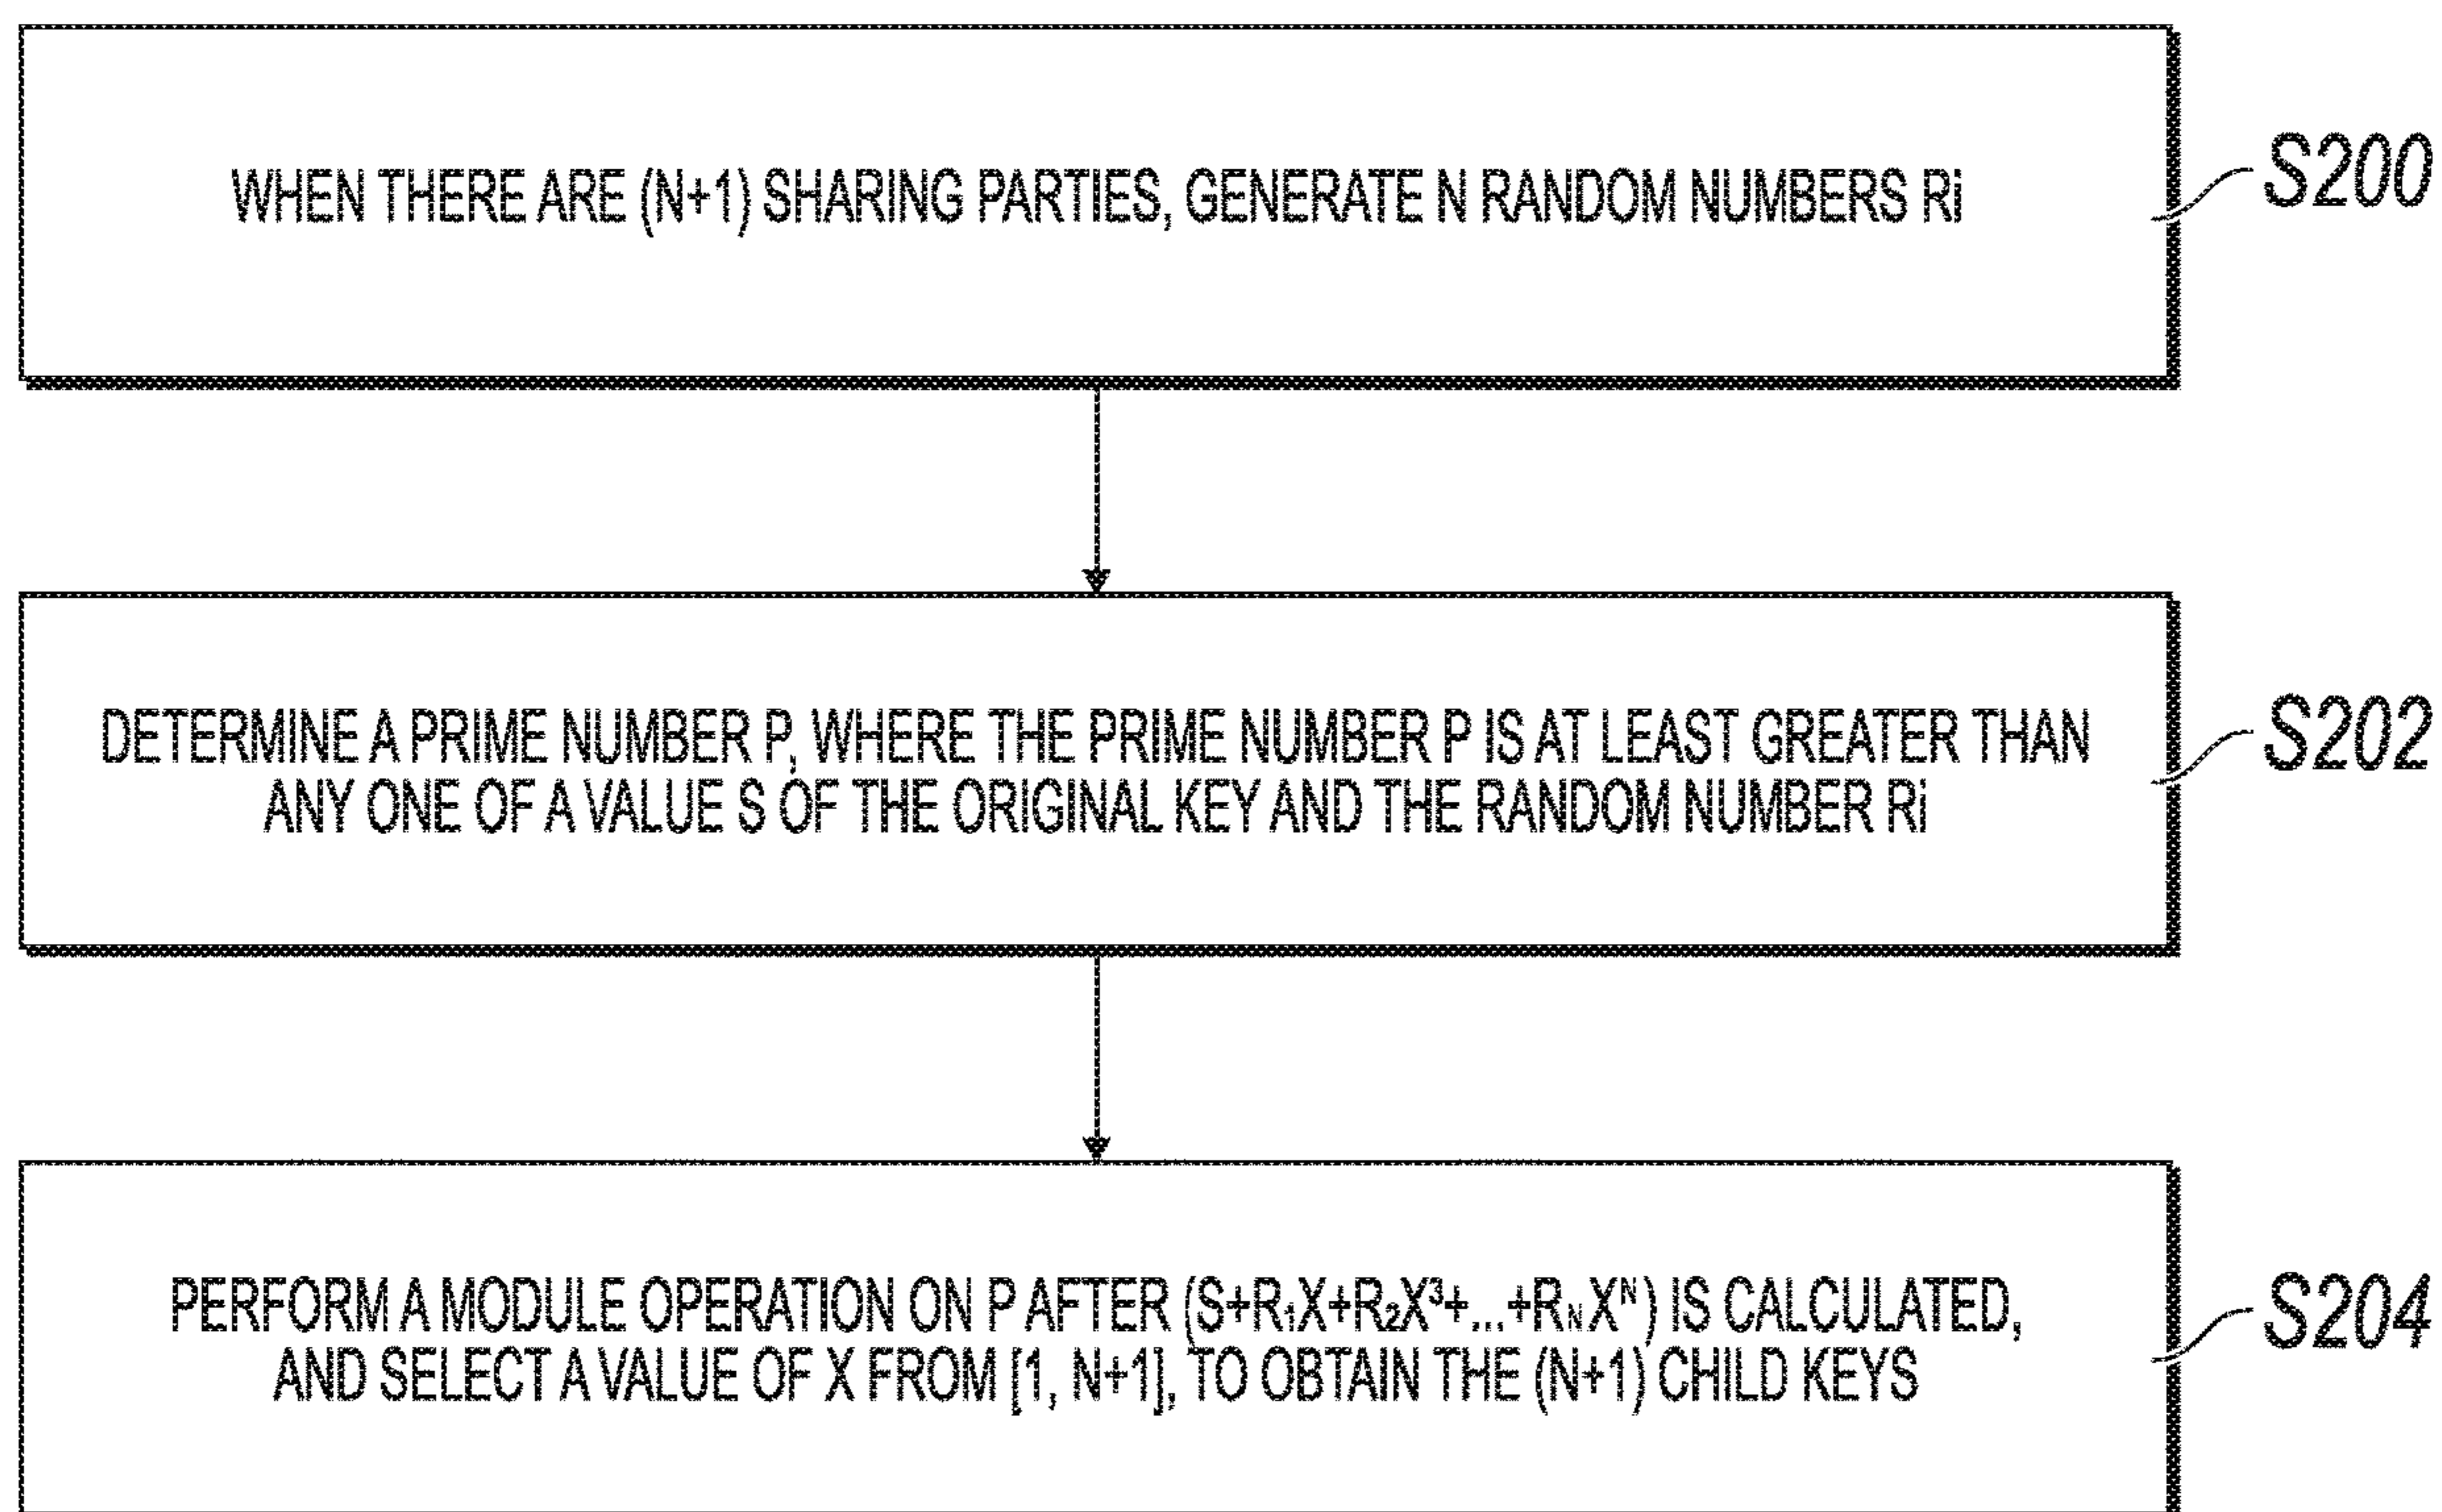 WHEN THERE ARE (N+1) SHARING PARTIES, GENERATE N RANDOM NUMBERS Ri
S200
DETERMINE A PRIME NUMBER P, WHERE THE PRIME NUMBER P IS AT LEAST GREATER THAN
ANY ONE OF A VALUE S OF THE ORIGINAL KEY AND THE RANDOM NUMBER Ri
S202
PERFORM A MODULE OPERATION ON P AFTER (S+R₁X+R₂X³+...+R_NX^N) IS CALCULATED,
AND SELECT A VALUE OF X FROM [1, N+1], TO OBTAIN THE (N+1) CHILD KEYS
S204